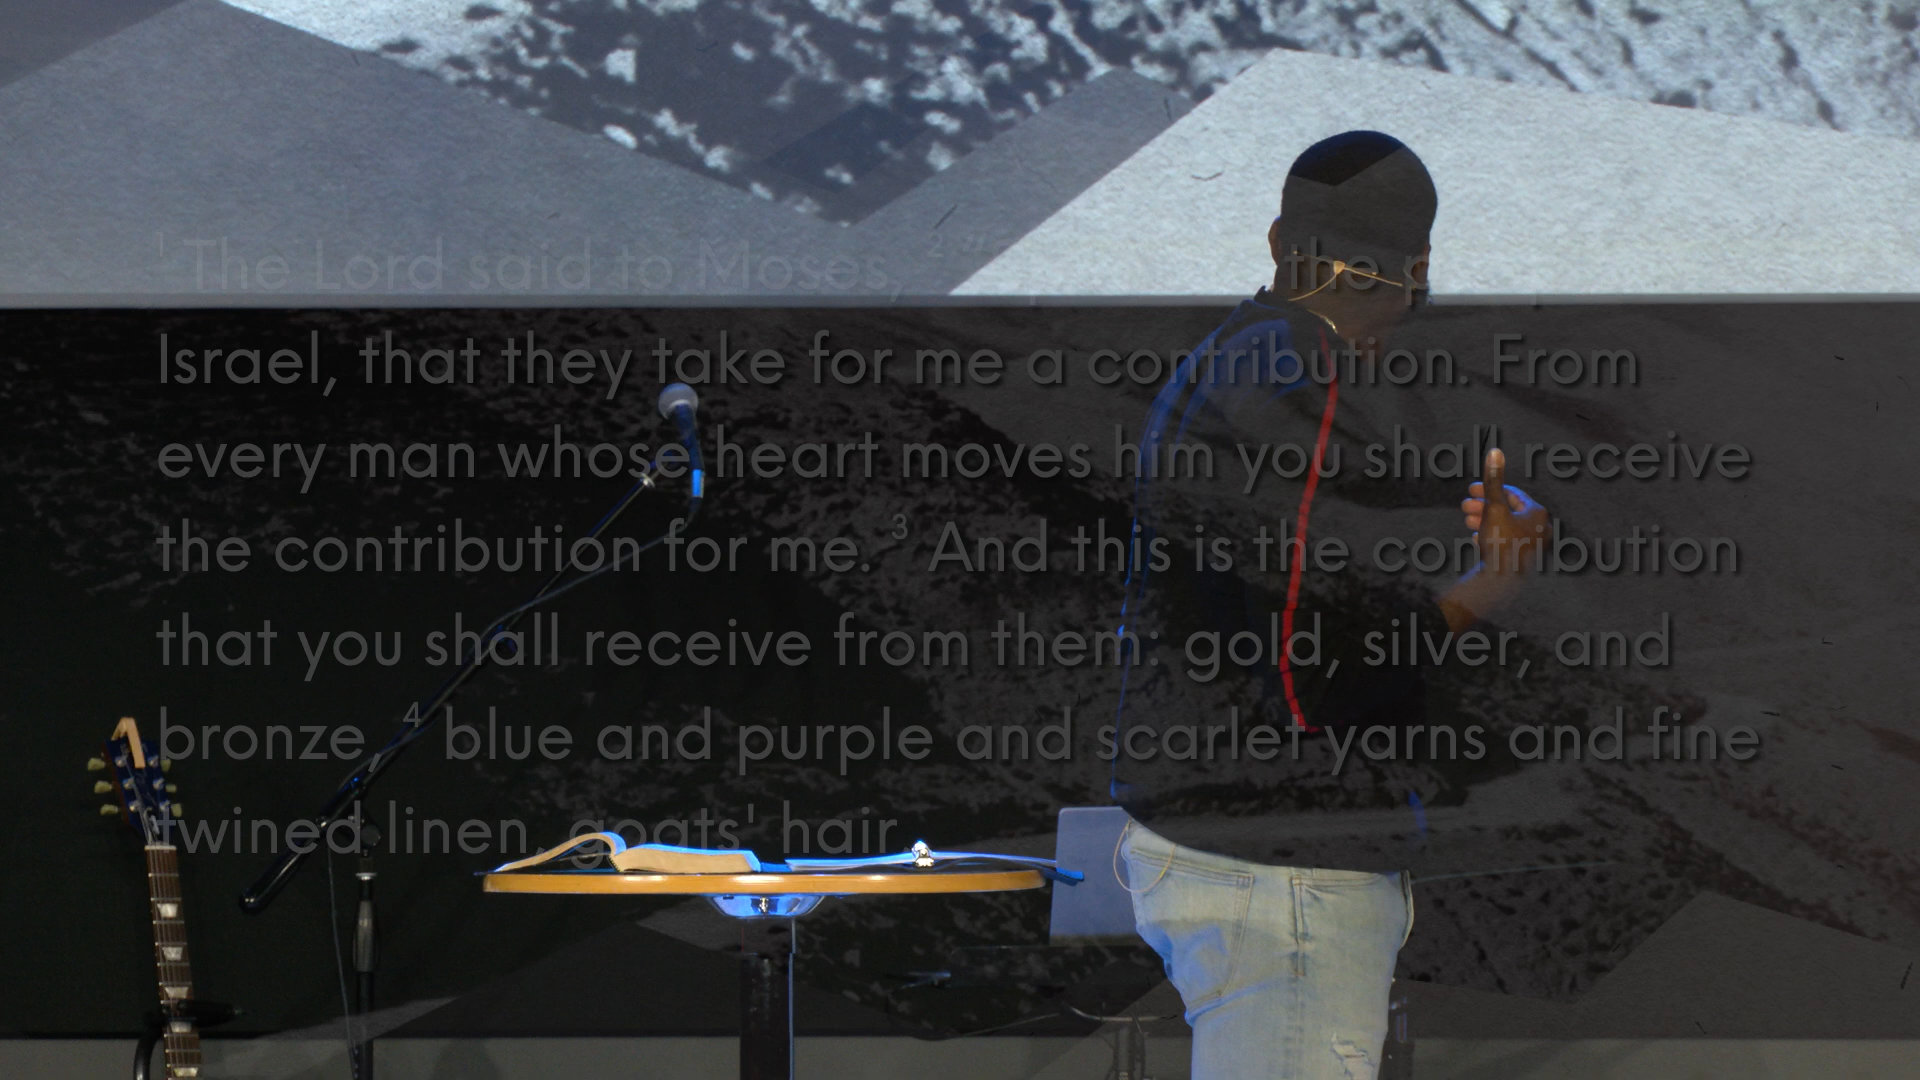 1 The Lord said to Moses, 2 the p
Israel, that they take for me a contribution. From
every man whose heart moves him you shall receive
the contribution for me. 3 And this is the contribution
that you shall receive from them: gold, silver, and
bronze, 4 blue and purple and scarlet yarns and fine
twined linen, goats' hair